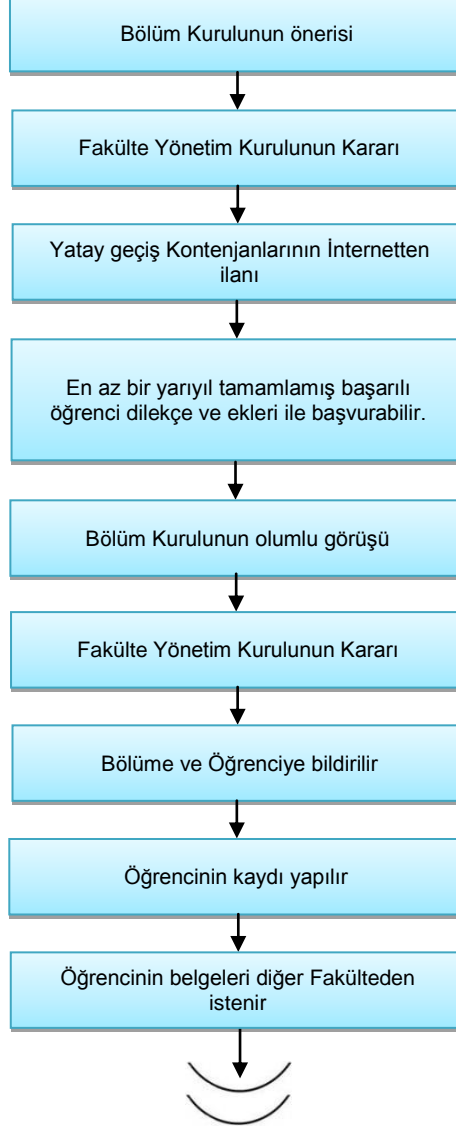 Bölüm Kurulunun önerisi
Fakülte Yönetim Kurulunun Kararı
Yatay geçiş Kontenjanlarının İnternetten
ilanı
En az bir yarıyıl tamamlamış başarılı
öğrenci dilekçe ve ekleri ile başvurabilir.
Bölüm Kurulunun olumlu görüşü
Fakülte Yönetim Kurulunun Kararı
Bölüme ve Öğrenciye bildirilir
Öğrencinin kaydı yapılır
Öğrencinin belgeleri diğer Fakülteden
istenir